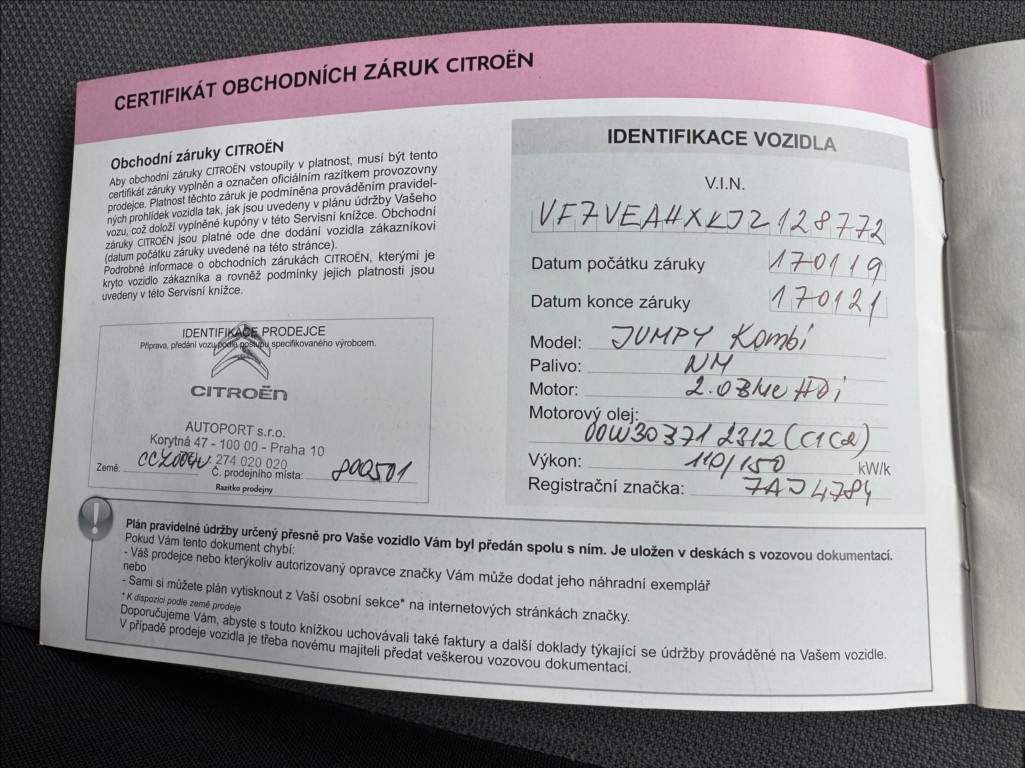 CERTIFIKÁT OBCHODNÍCH ZÁRUK CITROËN
Obchodní záruky CITROËN
Aby obchodní záruky CITROËN vstoupily v platnost, musí být tento
certifikát záruky vyplněn a označen oficiálním razítkem provozovny
prodejce. Platnost těchto záruk je podmíněna prováděním pravidel-
ných prohlídek vozidla tak, jak jsou uvedeny v plánu údržby Vašeho
vozu, což doloží vyplněné kupóny v této Servisní knížce. Obchodní
záruky CITROËN jsou platné ode dne dodání vozidla zákazníkovi
(datum počátku záruky uvedené na této stránce).
Podrobné informace o obchodních zárukách CITROËN, kterými je
kryto vozidlo zákazníka a rovněž podmínky jejich platnosti jsou
uvedeny v této Servisní knížce.
IDENTIFIKACE PRODEJCE
Příprava, předání vozu podle postupu specifikovaného výrobcem.
CITROËN
AUTOPORT s.r.o.
Korytná 47 - 100 00 - Praha 10
274 020 020
Země:
Č. prodejního místa: 800501
Razítko prodejny
IDENTIFIKACE VOZIDLA
V.I.N.
VF7VEAHXKJZ128772
Datum počátku záruky 170119
Datum konce záruky 170121
Model: JUMPY Kombi
Palivo: NM
Motor: 2.0 Blue HDi
Motorový olej:
00W30 371 2312 (C1C2)
Výkon: 110/150 kW/k
Registrační značka: 7AJ4784
Plán pravidelné údržby určený přesně pro Vaše vozidlo Vám byl předán spolu s ním. Je uložen v deskách s vozovou dokumentací.
Pokud Vám tento dokument chybí:
- Váš prodejce nebo kterýkoliv autorizovaný opravce značky Vám může dodat jeho náhradní exemplář
nebo
- Sami si můžete plán vytisknout z Vaší osobní sekce* na internetových stránkách značky.
* K dispozici podle země prodeje
Doporučujeme Vám, abyste s touto knížkou uchovávali také faktury a další doklady týkající se údržby prováděné na Vašem vozidle.
V případě prodeje vozidla je třeba novému majiteli předat veškerou vozovou dokumentaci.